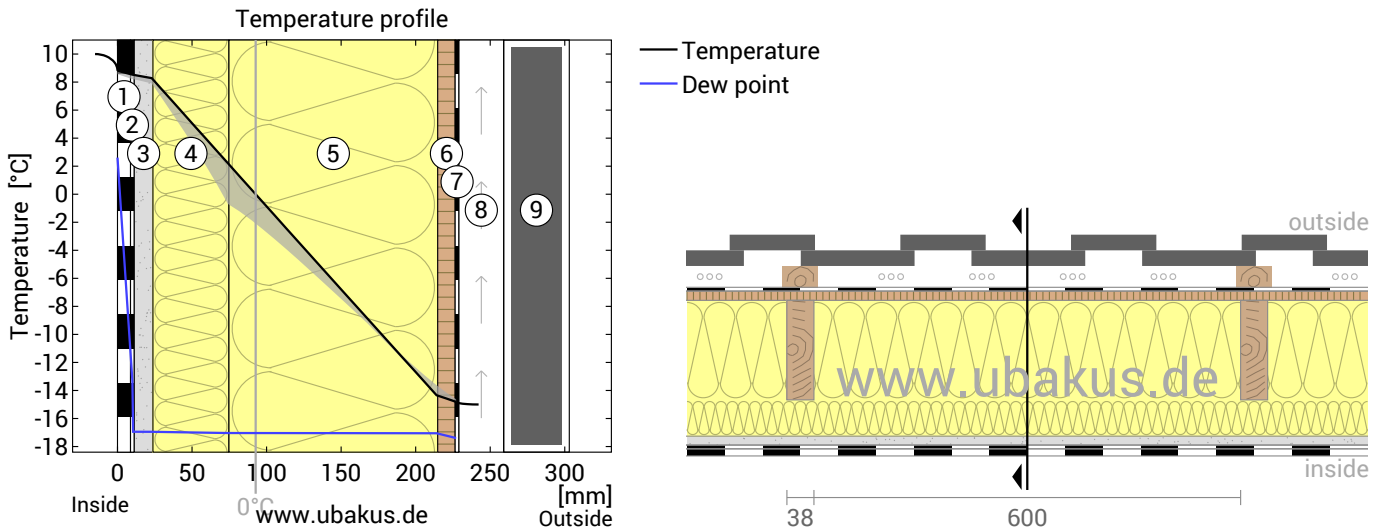 Temperature profile
Temperature [°C]
10
8
6
4
2
0
-2
-4
-6
-8
-10
-12
-14
-16
-18
1
2
3
4
5
6
7
8
9
0 50 100 150 200 250 300
[mm]
Inside
0°C
www.ubakus.de
Outside
Temperature
Dew point
outside
www.ubakus.de
inside
38 600